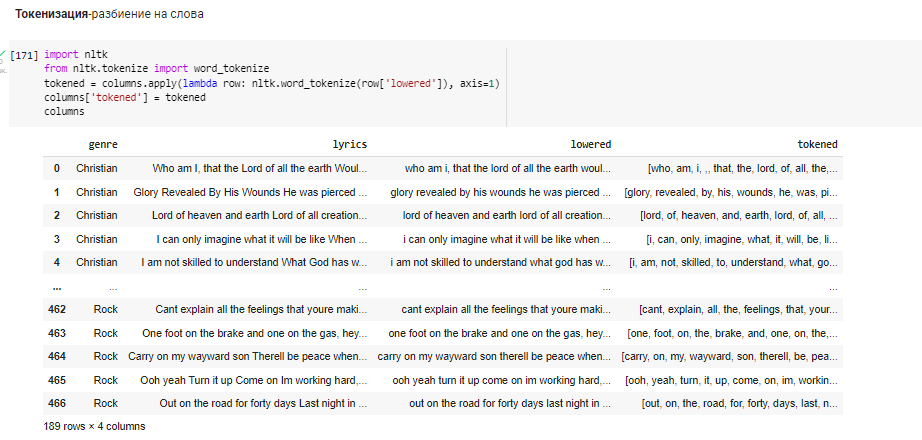 Токенизация-разбиение на слова
[171] import nltk
from nltk.tokenize import word_tokenize
tokened = columns.apply(lambda row: nltk.word_tokenize(row['lowered']), axis=1)
columns['tokened'] = tokened
columns
genre lyrics lowered tokened
0 Christian Who am I, that the Lord of all the earth Woul... who am i, that the lord of all the earth woul... [who, am, i, ,, that, the, lord, of, all, the,...
1 Christian Glory Revealed By His Wounds He was pierced ... glory revealed by his wounds he was pierced ... [glory, revealed, by, his, wounds, he, was, pi...
2 Christian Lord of heaven and earth Lord of all creation... lord of heaven and earth lord of all creation... [lord, of, heaven, and, earth, lord, of, all, ...
3 Christian I can only imagine what it will be like When ... i can only imagine what it will be like when ... [i, can, only, imagine, what, it, will, be, li...
4 Christian I am not skilled to understand What God has w... i am not skilled to understand what god has w... [i, am, not, skilled, to, understand, what, go...
... ... ... ... ...
462 Rock Cant explain all the feelings that youre maki... cant explain all the feelings that youre maki... [cant, explain, all, the, feelings, that, your...
463 Rock One foot on the brake and one on the gas, hey... one foot on the brake and one on the gas, hey... [one, foot, on, the, brake, and, one, on, the,...
464 Rock Carry on my wayward son Therell be peace when... carry on my wayward son therell be peace when... [carry, on, my, wayward, son, therell, be, pea...
465 Rock Ooh yeah Turn it up Come on Im working hard,... ooh yeah turn it up come on im working hard,... [ooh, yeah, turn, it, up, come, on, im, workin...
466 Rock Out on the road for forty days Last night in ... out on the road for forty days last night in ... [out, on, the, road, for, forty, days, last, n...
189 rows × 4 columns